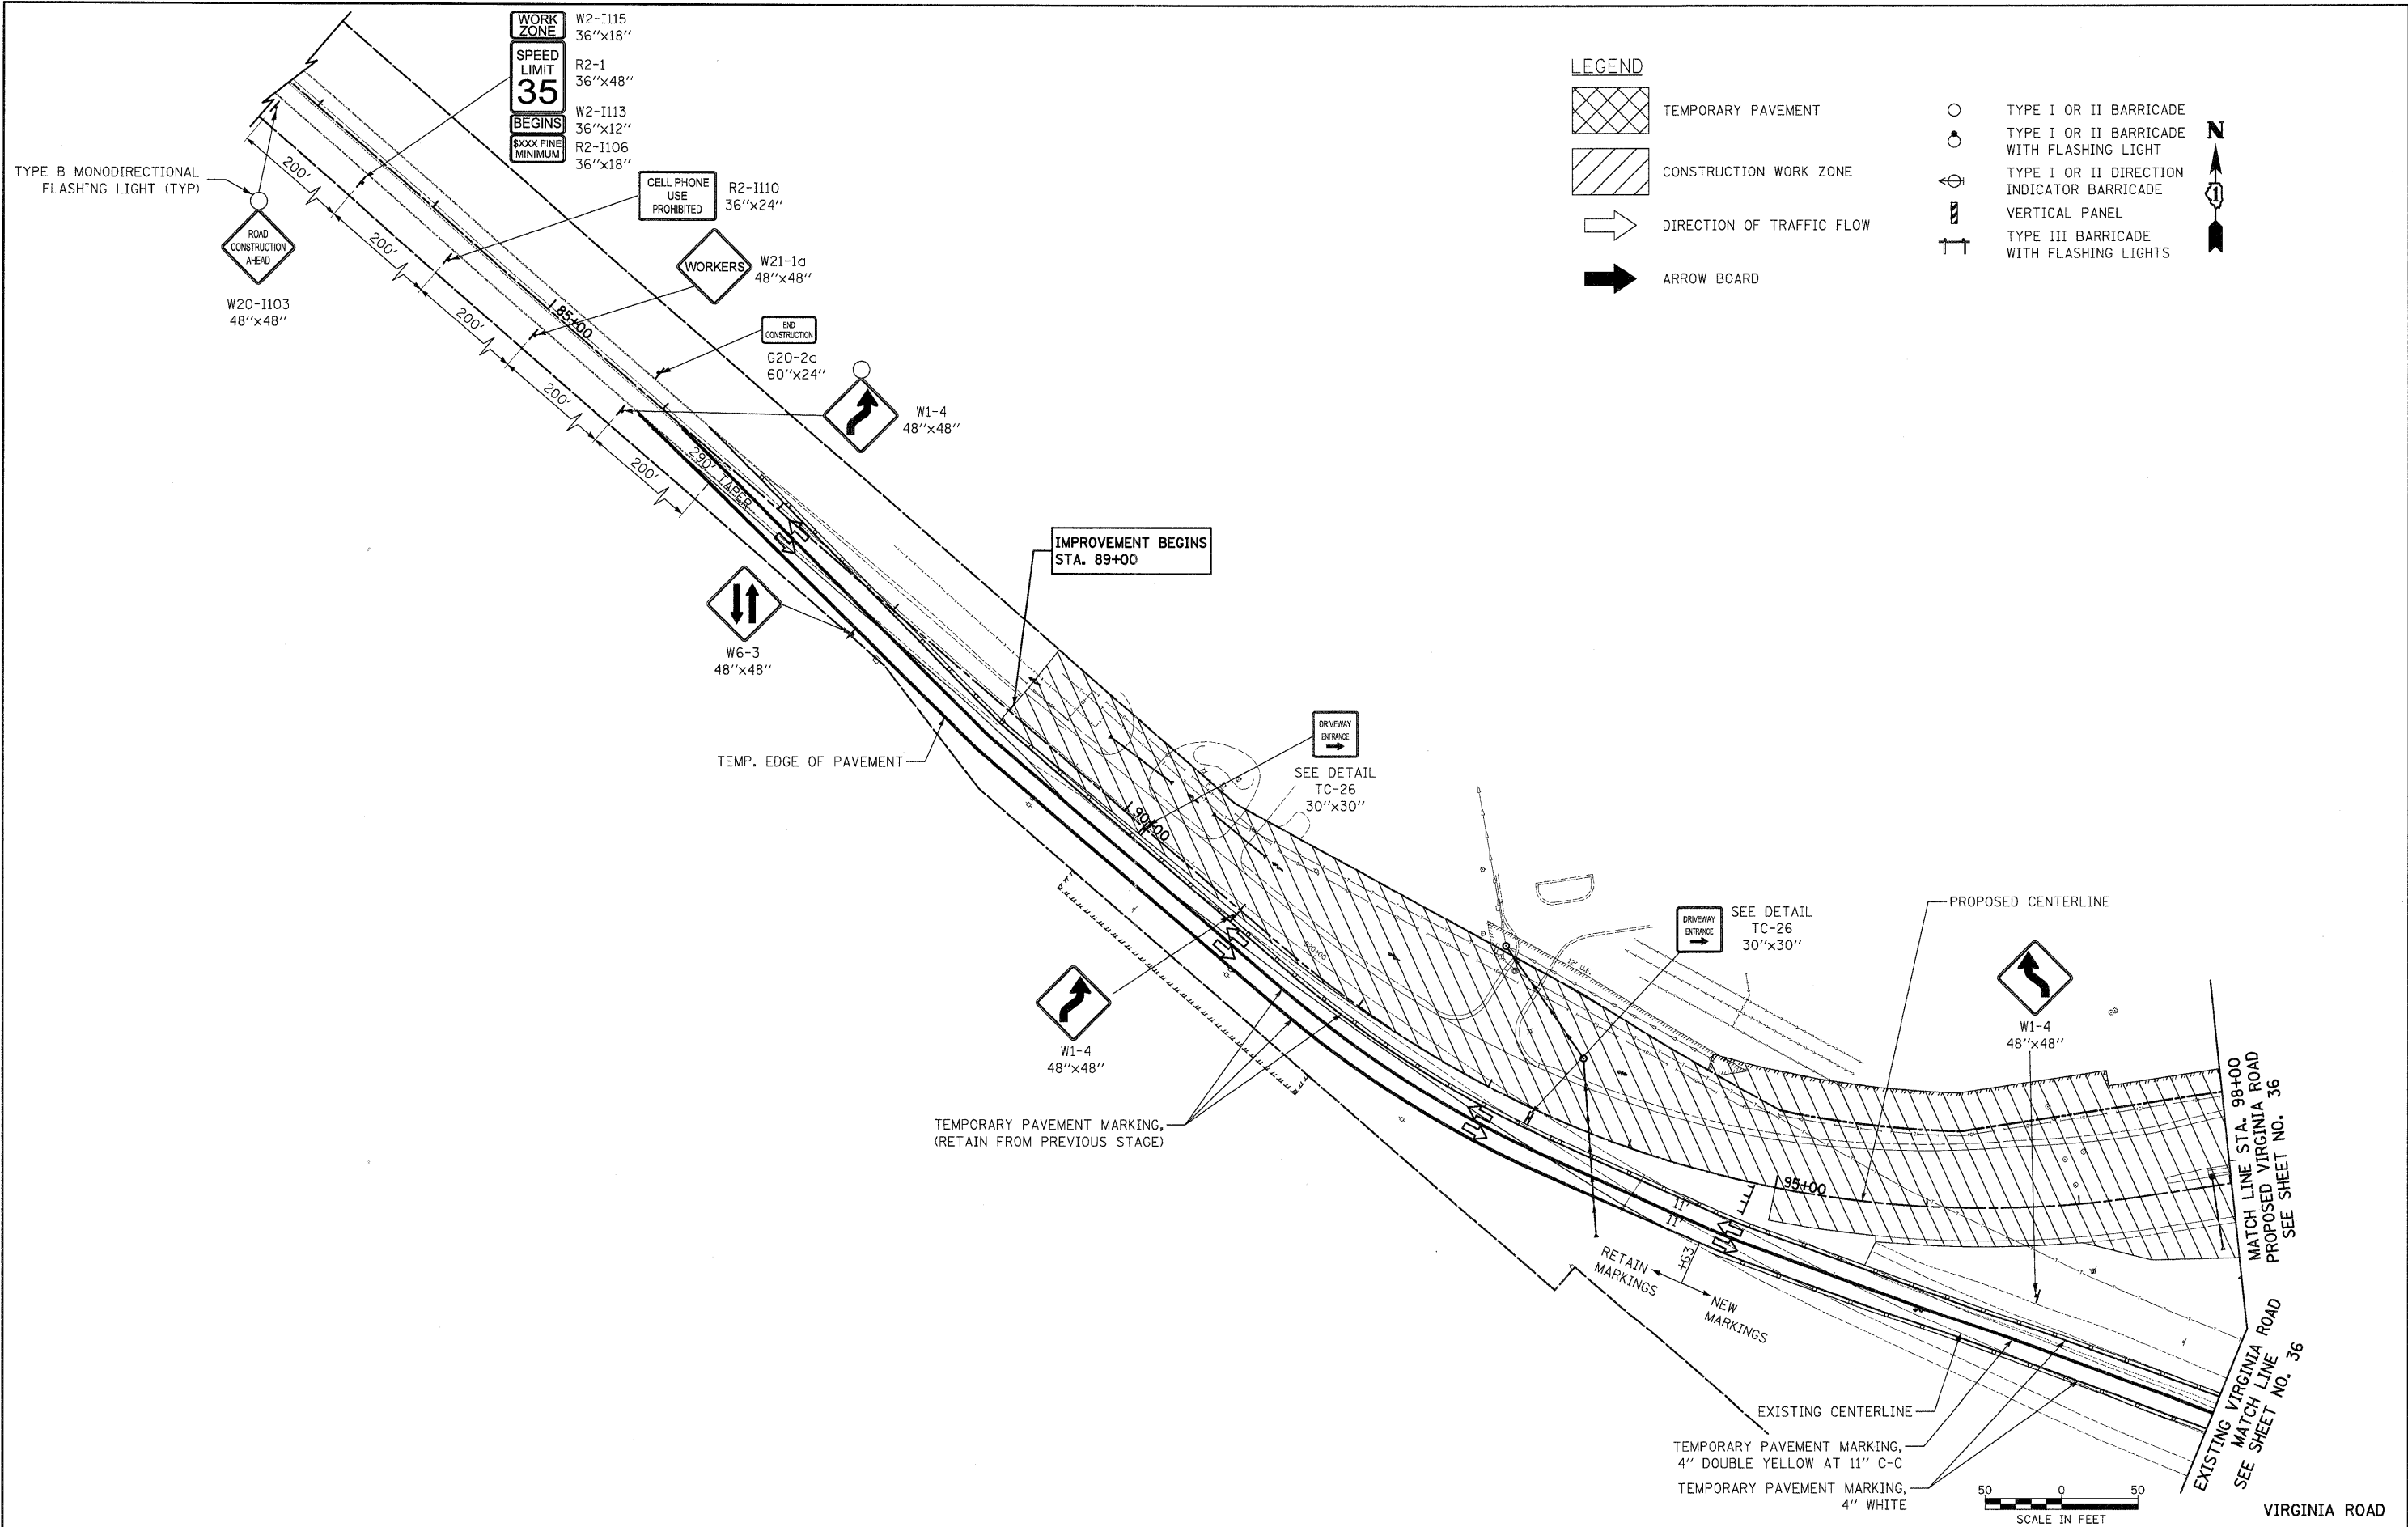 WORK
ZONE
W2-I115
36"x18"
SPEED
LIMIT
35
R2-1
36"x48"
BEGINS
W2-I113
36"x12"
$XXX FINE
MINIMUM
R2-I106
36"x18"
TYPE B MONODIRECTIONAL
FLASHING LIGHT (TYP)
ROAD
CONSTRUCTION
AHEAD
W20-I103
48"x48"
CELL PHONE
USE
PROHIBITED
R2-I110
36"x24"
WORKERS
W21-1a
48"x48"
END
CONSTRUCTION
G20-2a
60"x24"
W1-4
48"x48"
200'
200'
200'
200'
200'
85+00
290' TAPER
LEGEND
TEMPORARY PAVEMENT
CONSTRUCTION WORK ZONE
DIRECTION OF TRAFFIC FLOW
ARROW BOARD
TYPE I OR II BARRICADE
TYPE I OR II BARRICADE
WITH FLASHING LIGHT
TYPE I OR II DIRECTION
INDICATOR BARRICADE
VERTICAL PANEL
TYPE III BARRICADE
WITH FLASHING LIGHTS
N
1
IMPROVEMENT BEGINS
STA. 89+00
W6-3
48"x48"
TEMP. EDGE OF PAVEMENT
DRIVEWAY
ENTRANCE
SEE DETAIL
TC-26
30"x30"
90+00
12' U.E.
DRIVEWAY
ENTRANCE
SEE DETAIL
TC-26
30"x30"
PROPOSED CENTERLINE
W1-4
48"x48"
W1-4
48"x48"
TEMPORARY PAVEMENT MARKING,
(RETAIN FROM PREVIOUS STAGE)
95+00
11'
11'
+63
RETAIN
MARKINGS
NEW
MARKINGS
MATCH LINE STA. 98+00
PROPOSED VIRGINIA ROAD
SEE SHEET NO. 36
EXISTING VIRGINIA ROAD
MATCH LINE
SEE SHEET NO. 36
EXISTING CENTERLINE
TEMPORARY PAVEMENT MARKING,
4" DOUBLE YELLOW AT 11" C-C
TEMPORARY PAVEMENT MARKING,
4" WHITE
50 0 50
SCALE IN FEET
VIRGINIA ROAD